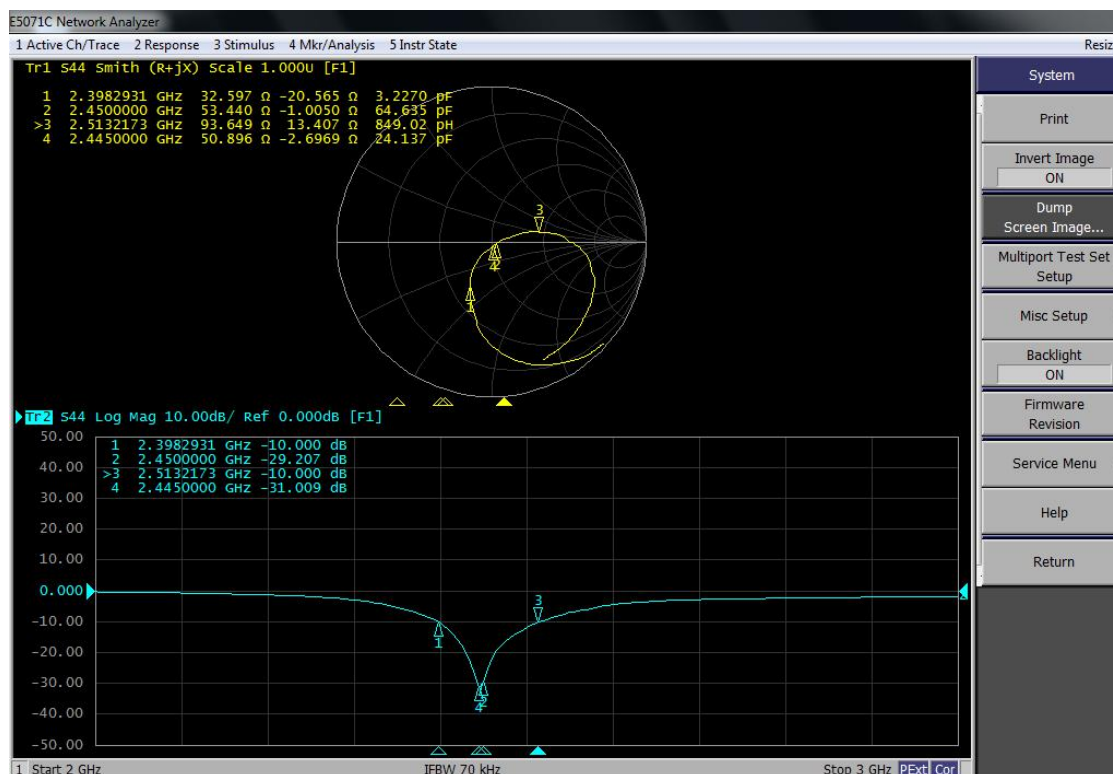 E5071C Network Analyzer
1 Active Ch/Trace 2 Response 3 Stimulus 4 Mkr/Analysis 5 Instr State
Resiz
Tr1 S44 Smith (R+jX) Scale 1.000U [F1]
1 2.3982931 GHz 32.597 Ω -20.565 Ω 3.2270 pF
2 2.4500000 GHz 53.440 Ω -1.0050 Ω 64.635 pF
>3 2.5132173 GHz 93.649 Ω 13.407 Ω 849.02 pH
4 2.4450000 GHz 50.896 Ω -2.6969 Ω 24.137 pF
3
4
2
1
Tr2 S44 Log Mag 10.00dB/ Ref 0.000dB [F1]
1 2.3982931 GHz -10.000 dB
2 2.4500000 GHz -29.207 dB
>3 2.5132173 GHz -10.000 dB
4 2.4450000 GHz -31.009 dB
50.00
40.00
30.00
20.00
10.00
0.000
-10.00
-20.00
-30.00
-40.00
-50.00
1
3
4
2
1 Start 2 GHz
IFBW 70 kHz
Stop 3 GHz PExt Cor
System
Print
Invert Image
ON
Dump
Screen Image...
Multiport Test Set
Setup
Misc Setup
Backlight
ON
Firmware
Revision
Service Menu
Help
Return